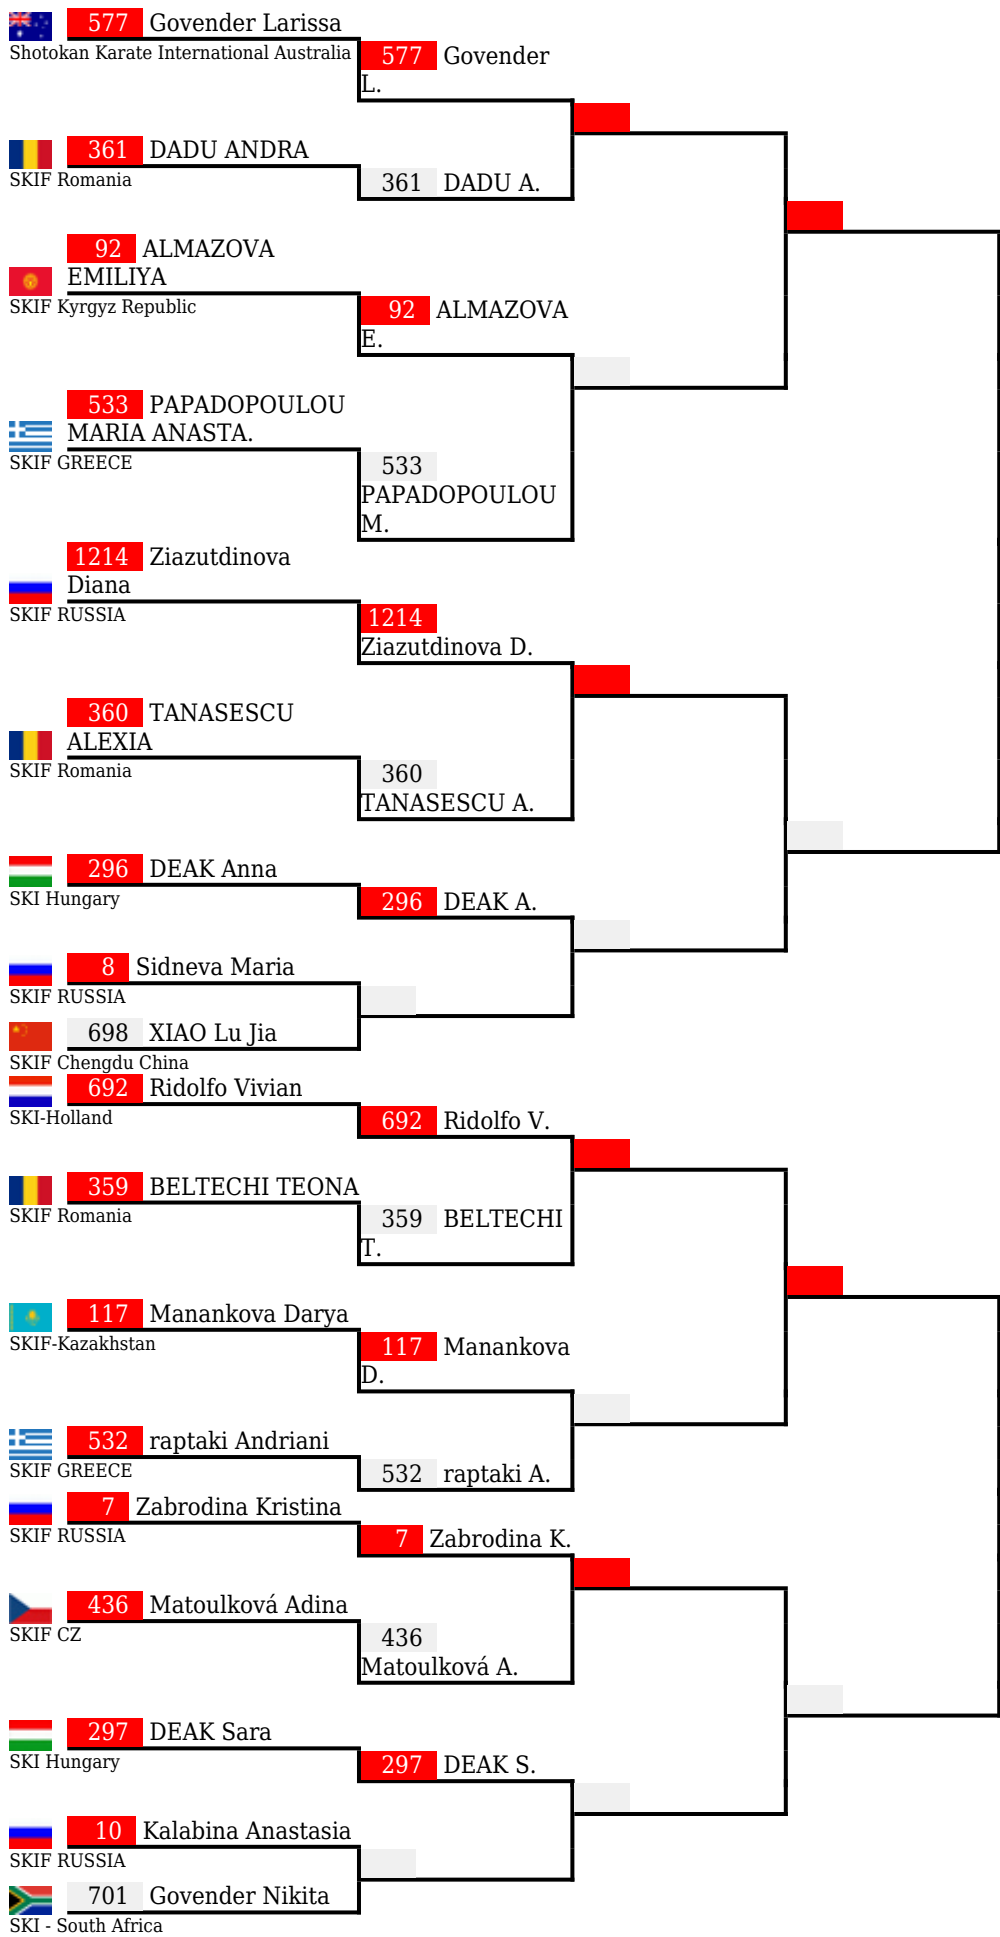 577 Govender Larissa
Shotokan Karate International Australia
577 Govender
L.
361 DADU ANDRA
SKIF Romania
361 DADU A.
92 ALMAZOVA
EMILIYA
SKIF Kyrgyz Republic
92 ALMAZOVA
E.
533 PAPADOPOULOU
MARIA ANASTA.
SKIF GREECE
533
PAPADOPOULOU
M.
1214 Ziazutdinova
Diana
SKIF RUSSIA
1214
Ziazutdinova D.
360 TANASESCU
ALEXIA
SKIF Romania
360
TANASESCU A.
296 DEAK Anna
SKI Hungary
296 DEAK A.
8 Sidneva Maria
SKIF RUSSIA
698 XIAO Lu Jia
SKIF Chengdu China
692 Ridolfo Vivian
SKI-Holland
692 Ridolfo V.
359 BELTECHI TEONA
SKIF Romania
359 BELTECHI
T.
117 Manankova Darya
SKIF-Kazakhstan
117 Manankova
D.
532 raptaki Andriani
SKIF GREECE
532 raptaki A.
7 Zabrodina Kristina
SKIF RUSSIA
7 Zabrodina K.
436 Matoulková Adina
SKIF CZ
436
Matoulková A.
297 DEAK Sara
SKI Hungary
297 DEAK S.
10 Kalabina Anastasia
SKIF RUSSIA
701 Govender Nikita
SKI - South Africa